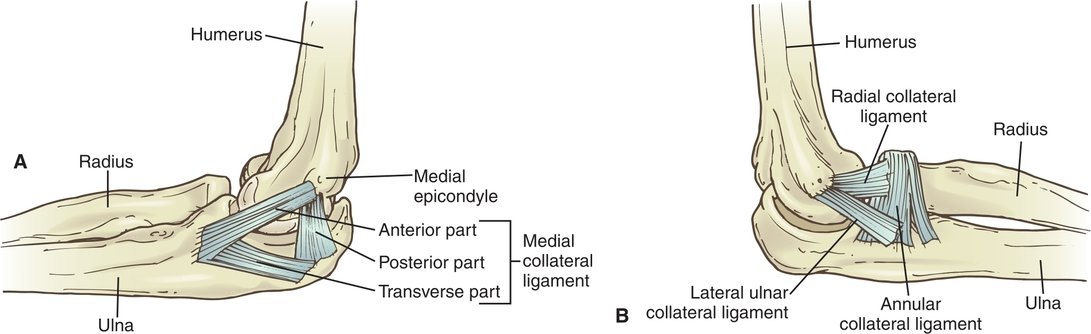 A
Humerus
Radius
Medial
epicondyle
Anterior part
Posterior part
Transverse part
Medial
collateral
ligament
Ulna
B
Humerus
Radial collateral
ligament
Radius
Lateral ulnar
collateral ligament
Annular
collateral ligament
Ulna